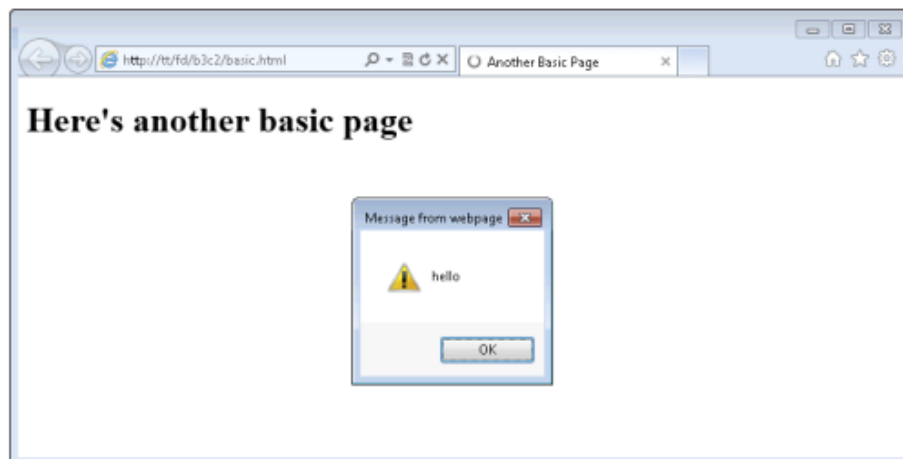 http://tt/fd/b3c2/basic.html
Another Basic Page
Here's another basic page
Message from webpage
hello
OK